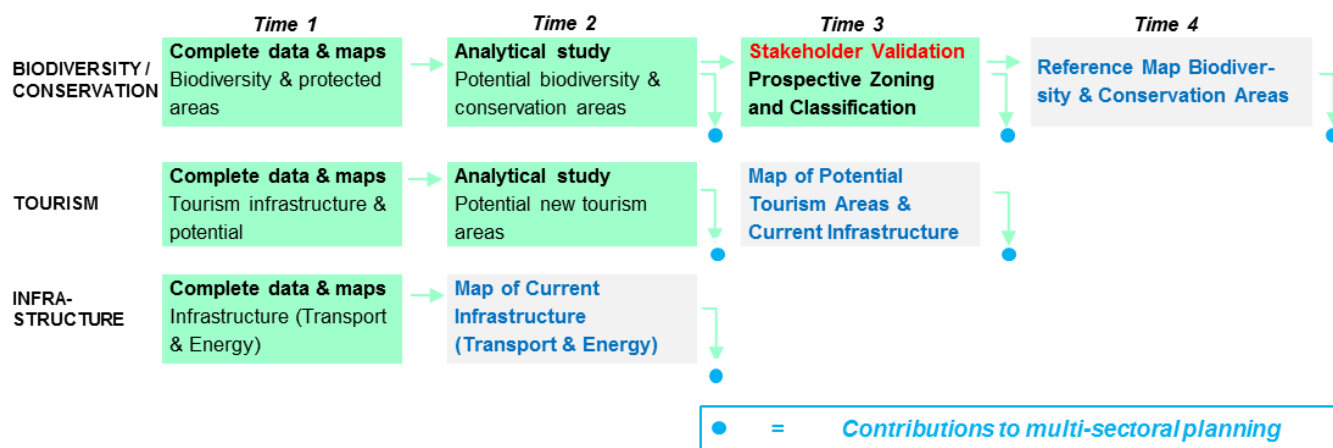 Time 1
Time 2
Time 3
Time 4
BIODIVERSITY /
CONSERVATION
Complete data & maps
Biodiversity & protected
areas
Analytical study
Potential biodiversity &
conservation areas
Stakeholder Validation
Prospective Zoning
and Classification
Reference Map Biodiver-
sity & Conservation Areas
TOURISM
Complete data & maps
Tourism infrastructure &
potential
Analytical study
Potential new tourism
areas
Map of Potential
Tourism Areas &
Current Infrastructure
INFRA-
STRUCTURE
Complete data & maps
Infrastructure (Transport
& Energy)
Map of Current
Infrastructure
(Transport & Energy)
= Contributions to multi-sectoral planning